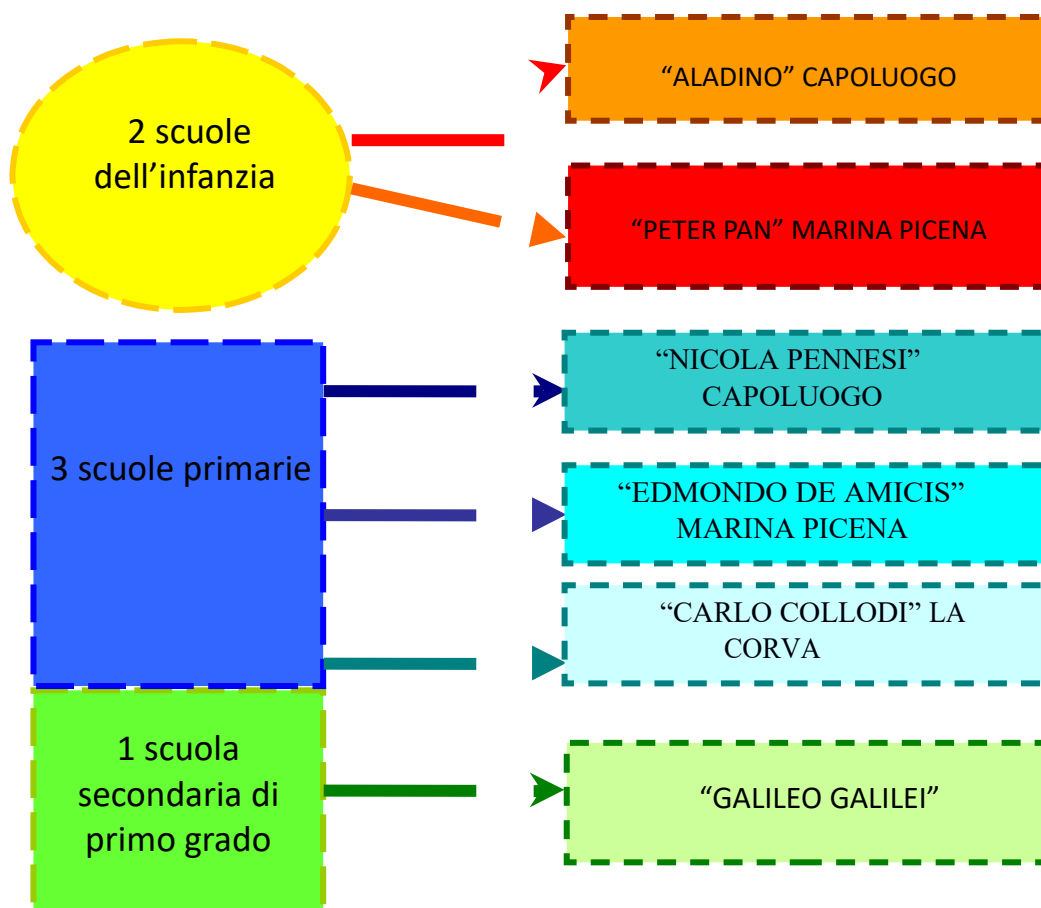 2 scuole
dell’infanzia
“ALADINO” CAPOLUOGO
“PETER PAN” MARINA PICENA
3 scuole primarie
“NICOLA PENNESI”
CAPOLUOGO
“EDMONDO DE AMICIS”
MARINA PICENA
“CARLO COLLODI” LA
CORVA
1 scuola
secondaria di
primo grado
“GALILEO GALILEI”